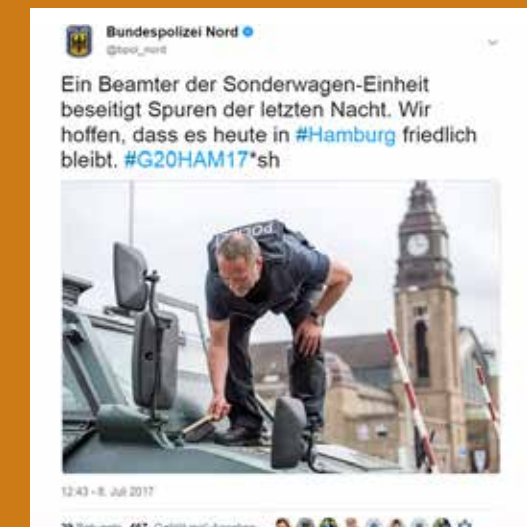 Bundespolizei Nord
@bpol_nord
Ein Beamter der Sonderwagen-Einheit
beseitigt Spuren der letzten Nacht. Wir
hoffen, dass es heute in #Hamburg friedlich
bleibt. #G20HAM17*sh
POLIZEI
12:43 - 8. Juli 2017